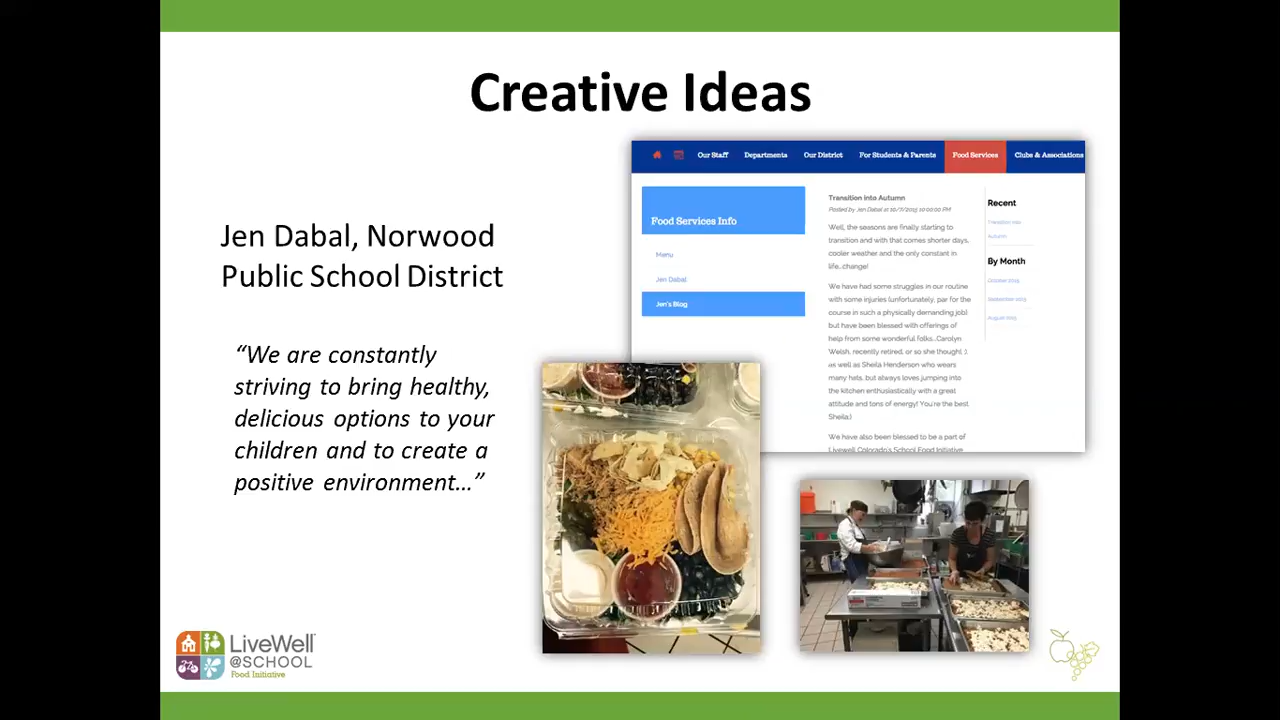 Creative Ideas
Jen Dabal, Norwood
Public School District
“We are constantly
striving to bring healthy,
delicious options to your
children and to create a
positive environment…”
Our Staff Departments Our District For Students & Parents Food Services Clubs & Associations
Food Services Info
Menu
Jen Dabal
Jen's Blog
Transition into Autumn
Posted by Jen Dabal at 10/7/2015 10:00:00 PM
Well, the seasons are finally starting to
transition and with that comes shorter days,
cooler weather and the only constant in
life...change!
We have had some struggles in our routine
with some injuries (unfortunately, par for the
course in such a physically demanding job)
but have been blessed with offerings of
help from some wonderful folks...Carolyn
Welsh, recently retired, or so she thought :),
as well as Sheila Henderson who wears
many hats, but always loves jumping into
the kitchen enthusiastically with a great
attitude and tons of energy! You're the best,
Sheila:)
We have also been blessed to be a part of
Livewell Colorado's School Food Initiative
Recent
Transition into
Autumn
By Month
October 2015
September 2015
August 2015
LiveWell
@SCHOOL
Food Initiative